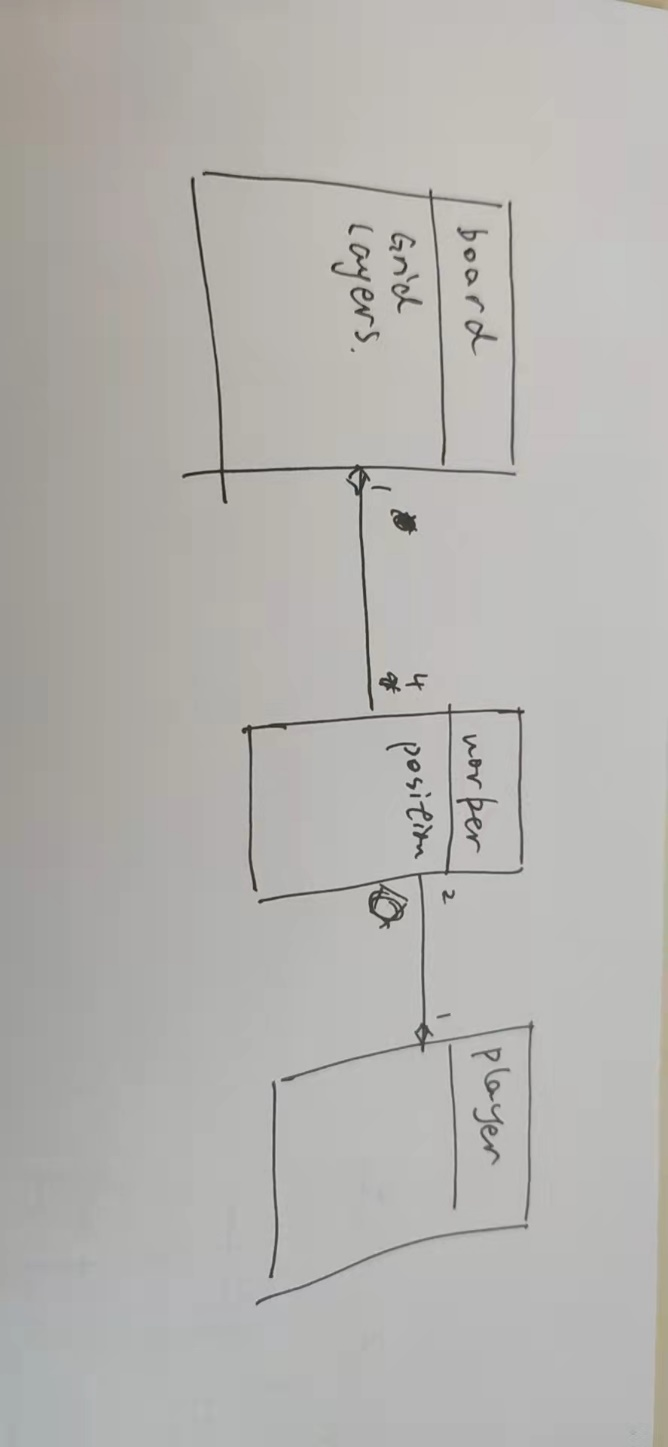 board
Grid
Layers.
1
4
worker
position
2
1
player